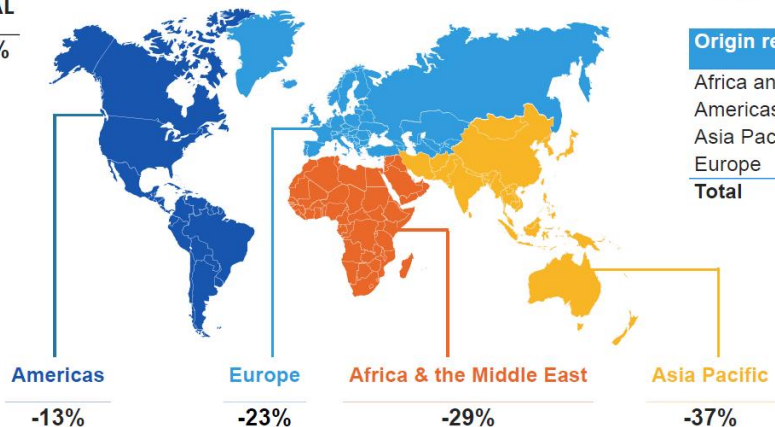 AL
%
Origin re
Africa an
Americas
Asia Pac
Europe
Total
Americas
Europe
Africa & the Middle East
Asia Pacific
-13%
-23%
-29%
-37%